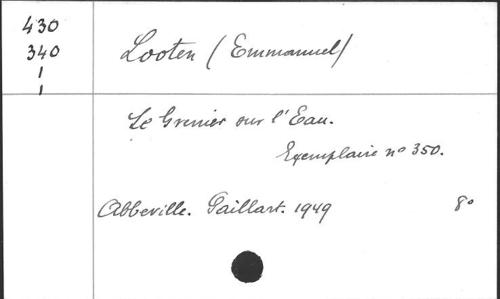 430
340
1
1
Looten (Emmanuel)
Le Grenier sur l'Eau.
Exemplaire n° 350.
Abbeville. Paillart. 1949 8°